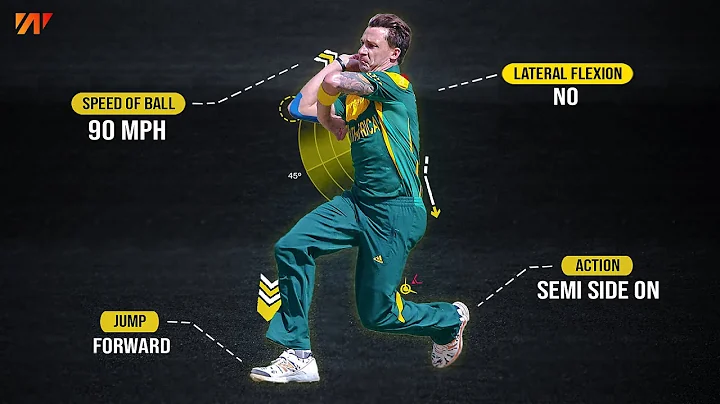 LATERAL FLEXION
NO
SPEED OF BALL
90 MPH
45°
ACTION
SEMI SIDE ON
JUMP
FORWARD